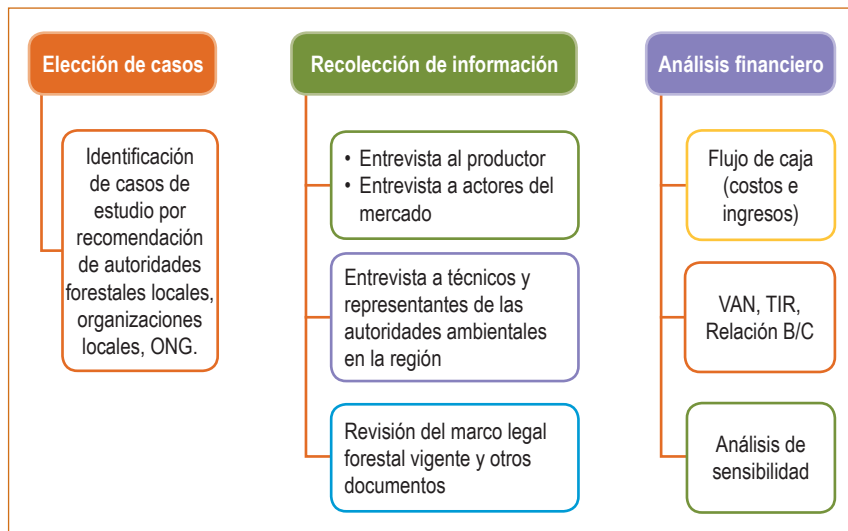 Elección de casos
Identificación
de casos de
estudio por
recomendación
de autoridades
forestales locales,
organizaciones
locales, ONG.
Recolección de información
• Entrevista al productor
• Entrevista a actores del
mercado
Entrevista a técnicos y
representantes de las
autoridades ambientales
en la región
Revisión del marco legal
forestal vigente y otros
documentos
Análisis financiero
Flujo de caja
(costos e
ingresos)
VAN, TIR,
Relación B/C
Análisis de
sensibilidad